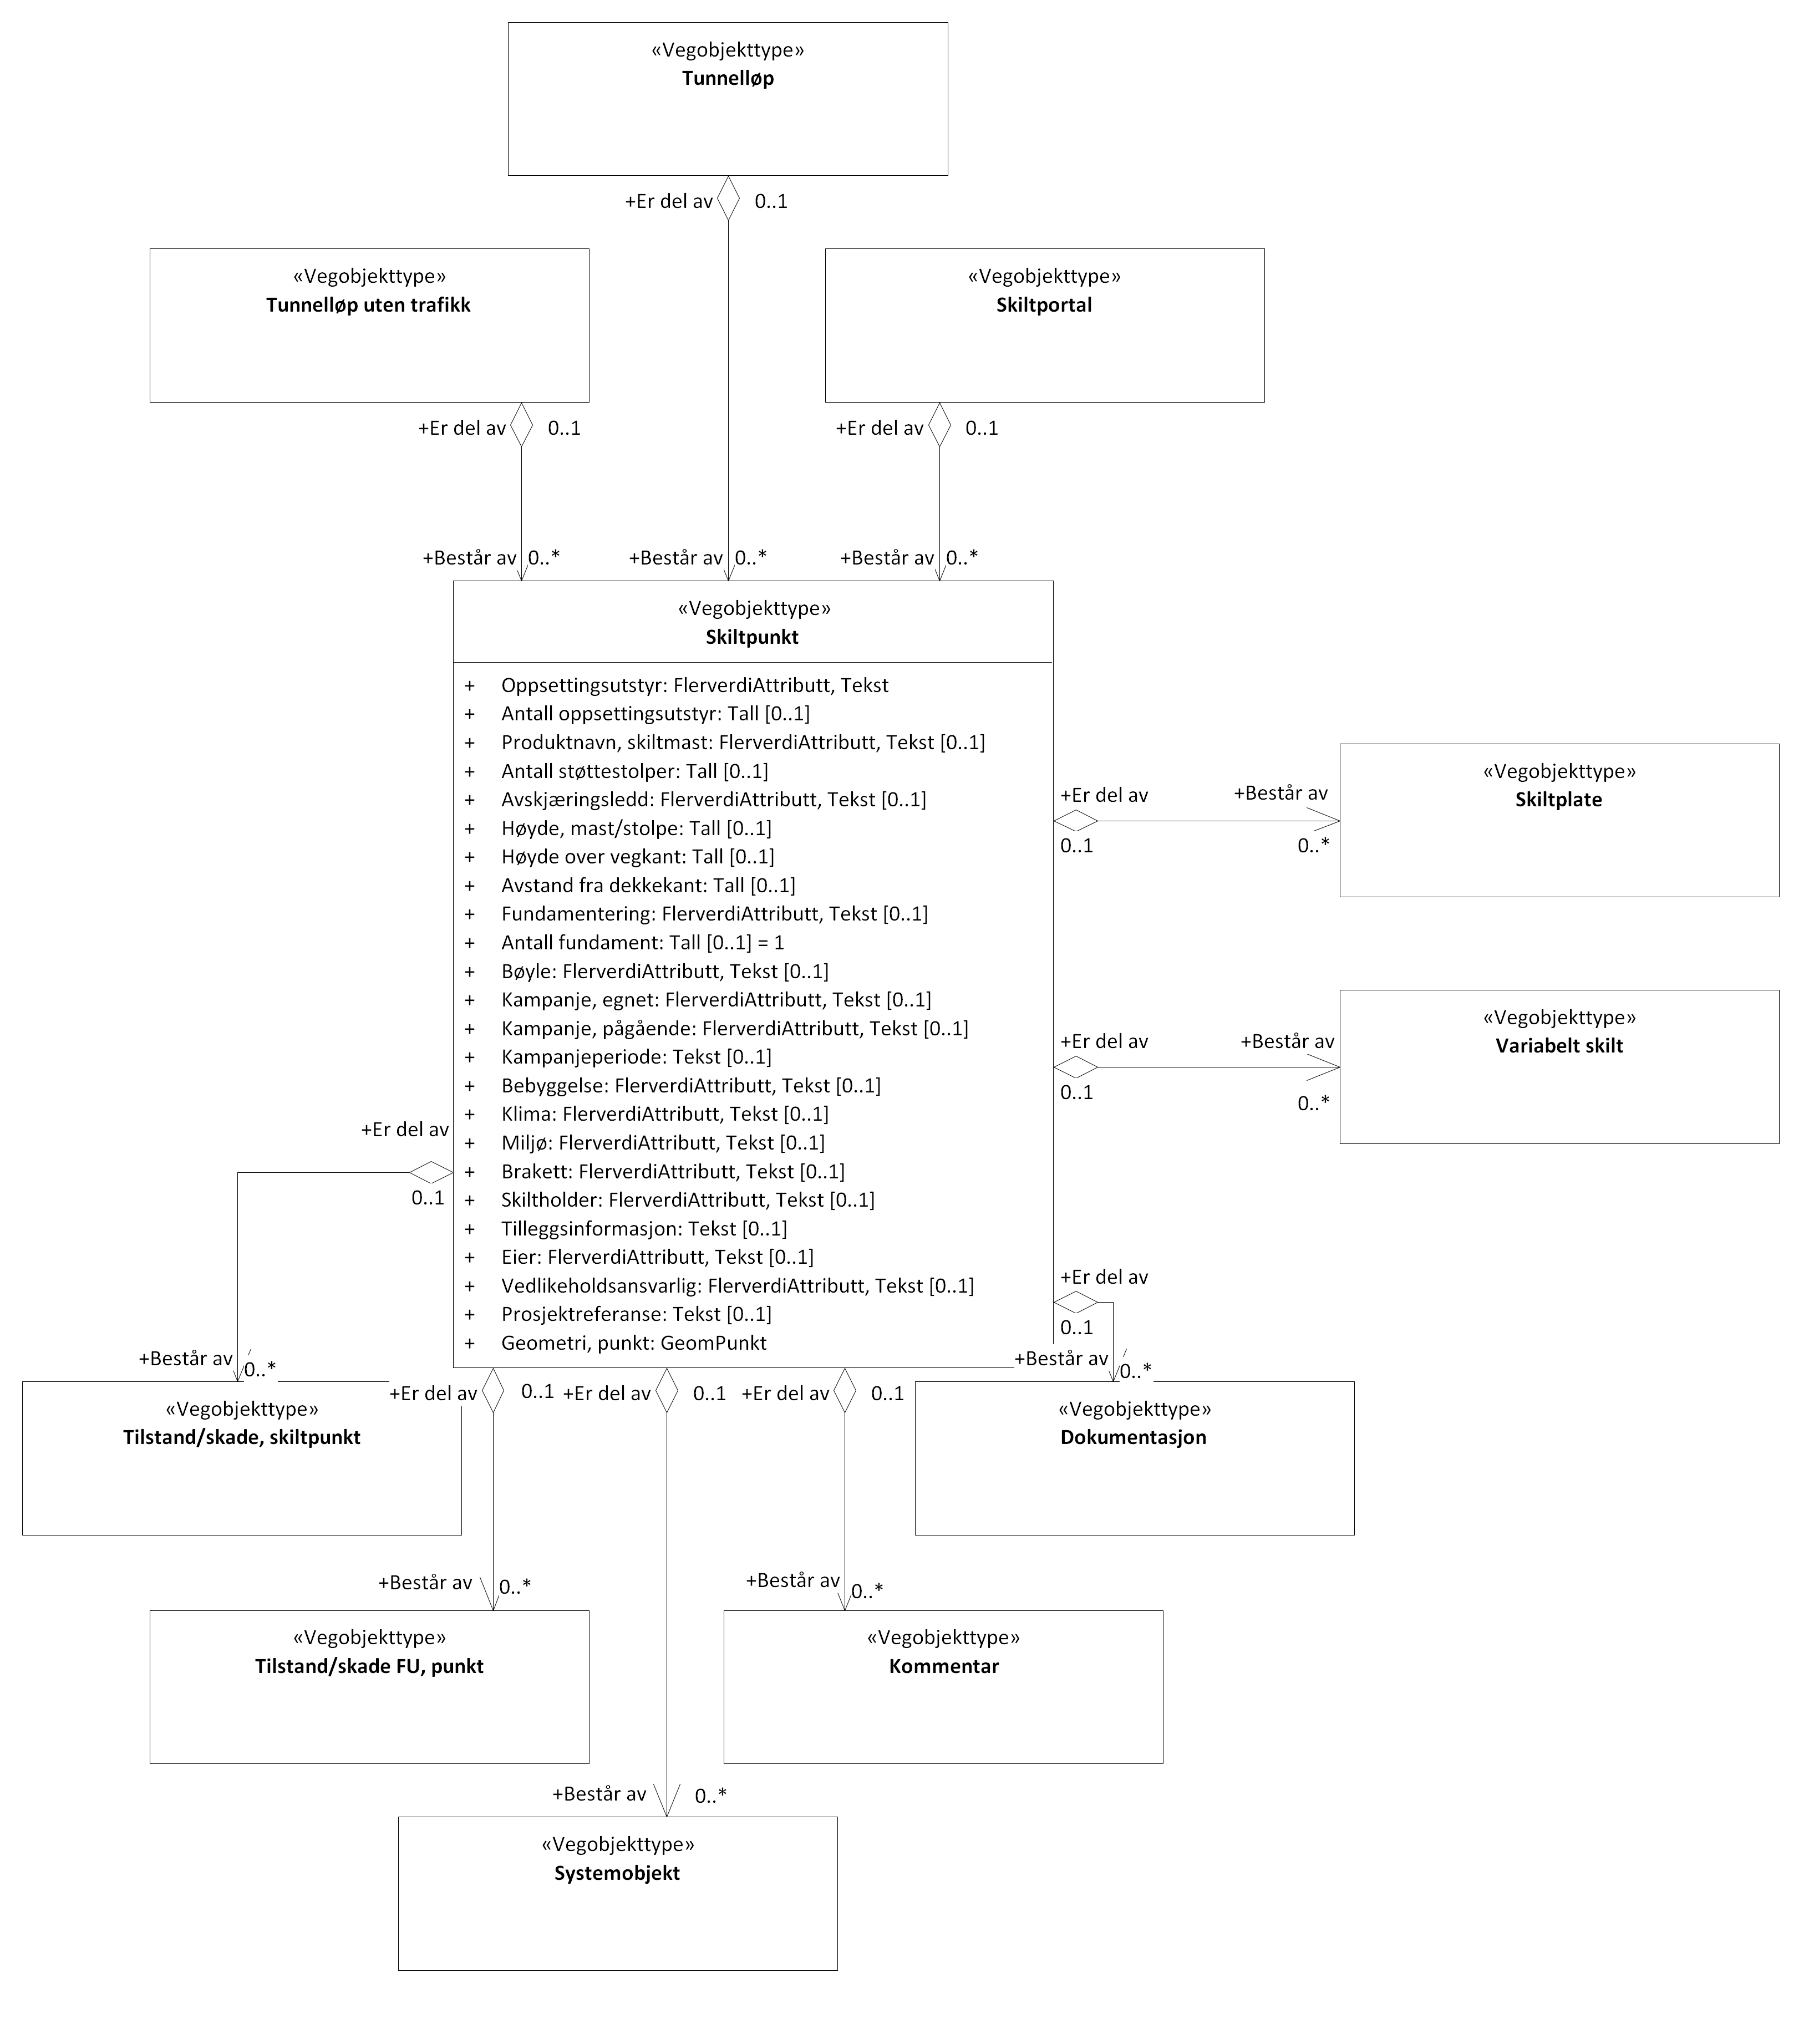 «Vegobjekttype»
Tunnelløp
+Er del av
0..1
«Vegobjekttype»
Tunnelløp uten trafikk
«Vegobjekttype»
Skiltportal
+Er del av
0..1
+Er del av
0..1
+Består av
0..*
+Består av
0..*
+Består av
0..*
«Vegobjekttype»
Skiltpunkt
+ Oppsettingsutstyr: FlerverdiAttributt, Tekst
+ Antall oppsettingsutstyr: Tall [0..1]
+ Produktnavn, skiltmast: FlerverdiAttributt, Tekst [0..1]
+ Antall støttestolper: Tall [0..1]
+ Avskjæringsledd: FlerverdiAttributt, Tekst [0..1]
+ Høyde, mast/stolpe: Tall [0..1]
+ Høyde over vegkant: Tall [0..1]
+ Avstand fra dekkekant: Tall [0..1]
+ Fundamentering: FlerverdiAttributt, Tekst [0..1]
+ Antall fundament: Tall [0..1] = 1
+ Bøyle: FlerverdiAttributt, Tekst [0..1]
+ Kampanje, egnet: FlerverdiAttributt, Tekst [0..1]
+ Kampanje, pågående: FlerverdiAttributt, Tekst [0..1]
+ Kampanjeperiode: Tekst [0..1]
+ Bebyggelse: FlerverdiAttributt, Tekst [0..1]
+ Klima: FlerverdiAttributt, Tekst [0..1]
+ Miljø: FlerverdiAttributt, Tekst [0..1]
+ Brakett: FlerverdiAttributt, Tekst [0..1]
+ Skiltholder: FlerverdiAttributt, Tekst [0..1]
+ Tilleggsinformasjon: Tekst [0..1]
+ Eier: FlerverdiAttributt, Tekst [0..1]
+ Vedlikeholdsansvarlig: FlerverdiAttributt, Tekst [0..1]
+ Prosjektreferanse: Tekst [0..1]
+ Geometri, punkt: GeomPunkt
+Er del av
0..1
+Består av
0..*
«Vegobjekttype»
Skiltplate
+Er del av
0..1
+Består av
0..*
«Vegobjekttype»
Variabelt skilt
+Er del av
0..1
+Består av
0..*
«Vegobjekttype»
Tilstand/skade, skiltpunkt
+Er del av
0..1
+Består av
0..*
«Vegobjekttype»
Dokumentasjon
+Er del av
0..1
+Er del av
0..1
+Er del av
0..1
+Består av
0..*
«Vegobjekttype»
Tilstand/skade FU, punkt
+Består av
0..*
«Vegobjekttype»
Kommentar
+Består av
0..*
«Vegobjekttype»
Systemobjekt